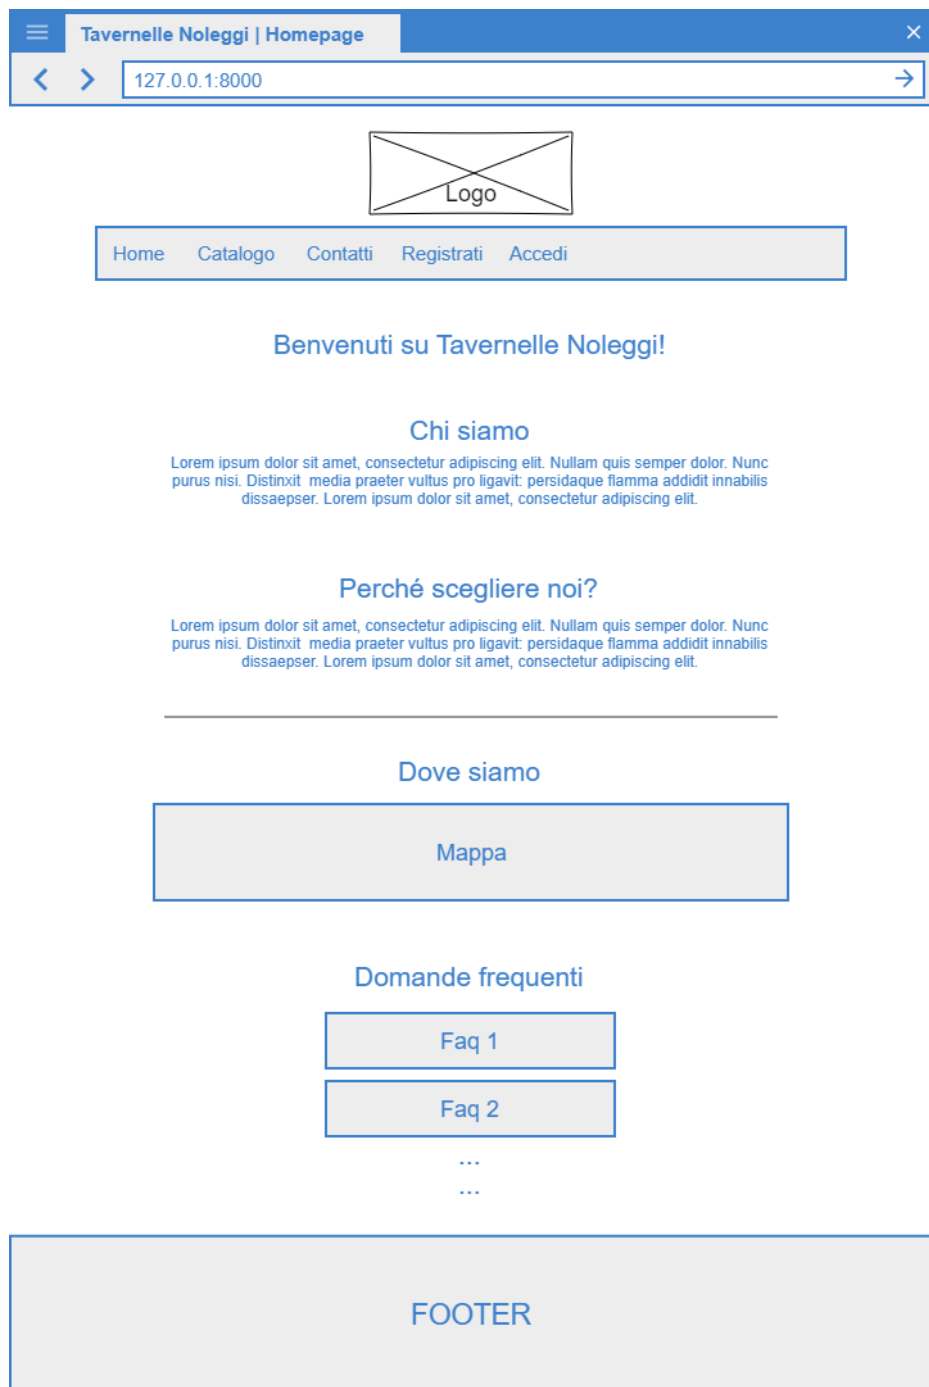 Tavernelle Noleggi | Homepage
127.0.0.1:8000
Logo
Home Catalogo Contatti Registrati Accedi
Benvenuti su Tavernelle Noleggi!
Chi siamo
Lorem ipsum dolor sit amet, consectetur adipiscing elit. Nullam quis semper dolor. Nunc
purus nisi. Distinxit media praeter vultus pro ligavit: persidaque flamma addidit innabilis
dissaepser. Lorem ipsum dolor sit amet, consectetur adipiscing elit.
Perché scegliere noi?
Lorem ipsum dolor sit amet, consectetur adipiscing elit. Nullam quis semper dolor. Nunc
purus nisi. Distinxit media praeter vultus pro ligavit: persidaque flamma addidit innabilis
dissaepser. Lorem ipsum dolor sit amet, consectetur adipiscing elit.
Dove siamo
Mappa
Domande frequenti
Faq 1
Faq 2
...
...
FOOTER